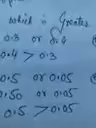 which is Greater
0.3 or 0.4
0.4 > 0.3
0.5 or 0.05
0.50 or 0.05
0.5 > 0.05